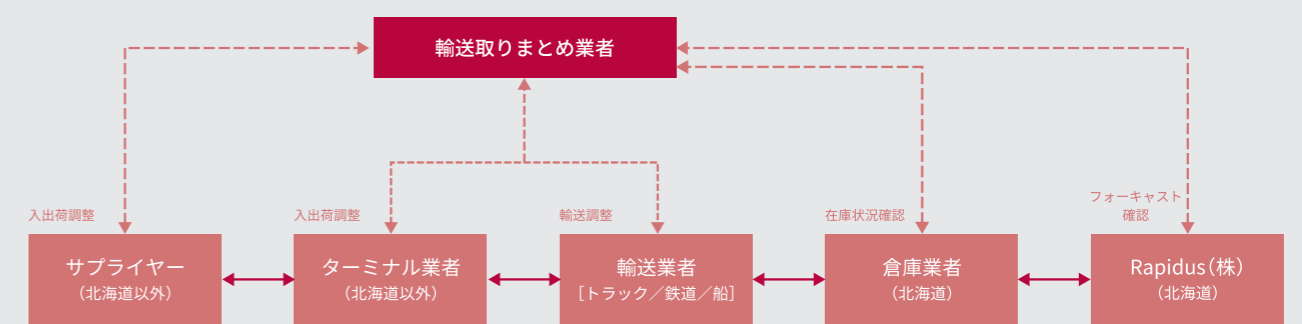 輸送取りまとめ業者
入出荷調整
入出荷調整
輸送調整
在庫状況確認
フォーキャスト
確認
サプライヤー
（北海道以外）
ターミナル業者
（北海道以外）
輸送業者
［トラック／鉄道／船］
倉庫業者
（北海道）
Rapidus（株）
（北海道）